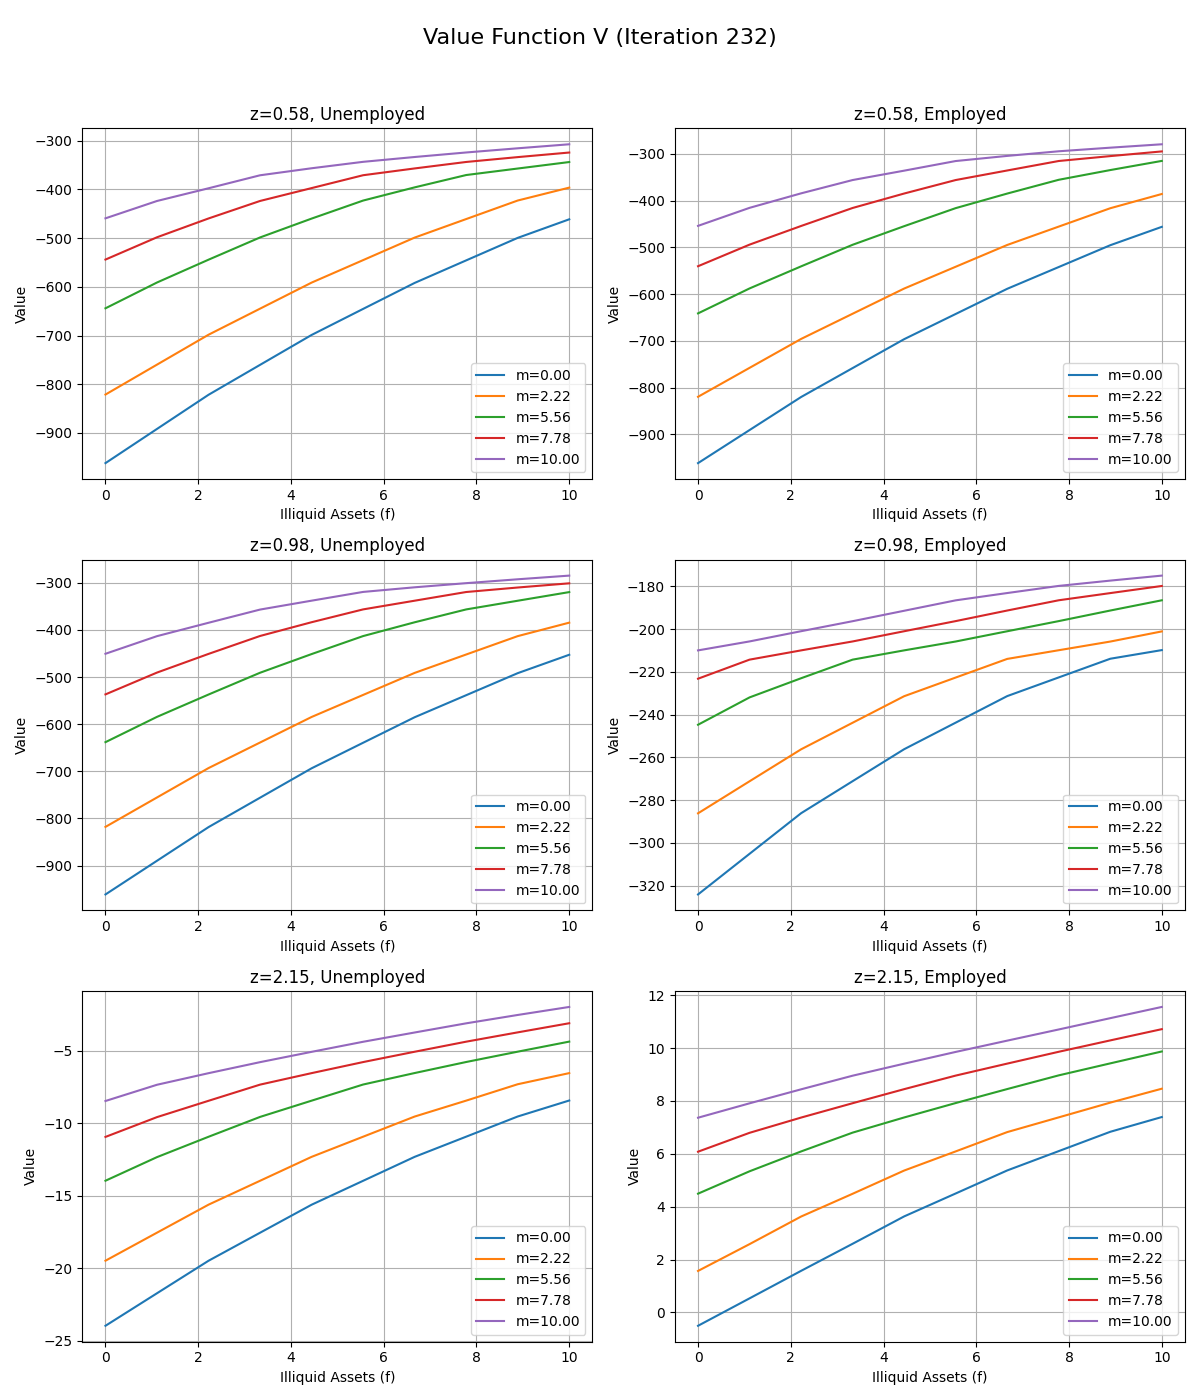 Value Function V (Iteration 232)
z=0.58, Unemployed
−300
−400
−500
−600
−700
−800
−900
Value
0 2 4 6 8 10
Illiquid Assets (f)
m=0.00
m=2.22
m=5.56
m=7.78
m=10.00
z=0.58, Employed
−300
−400
−500
−600
−700
−800
−900
Value
0 2 4 6 8 10
Illiquid Assets (f)
m=0.00
m=2.22
m=5.56
m=7.78
m=10.00
z=0.98, Unemployed
−300
−400
−500
−600
−700
−800
−900
Value
0 2 4 6 8 10
Illiquid Assets (f)
m=0.00
m=2.22
m=5.56
m=7.78
m=10.00
z=0.98, Employed
−180
−200
−220
−240
−260
−280
−300
−320
Value
0 2 4 6 8 10
Illiquid Assets (f)
m=0.00
m=2.22
m=5.56
m=7.78
m=10.00
z=2.15, Unemployed
−5
−10
−15
−20
−25
Value
0 2 4 6 8 10
Illiquid Assets (f)
m=0.00
m=2.22
m=5.56
m=7.78
m=10.00
z=2.15, Employed
12
10
8
6
4
2
0
Value
0 2 4 6 8 10
Illiquid Assets (f)
m=0.00
m=2.22
m=5.56
m=7.78
m=10.00